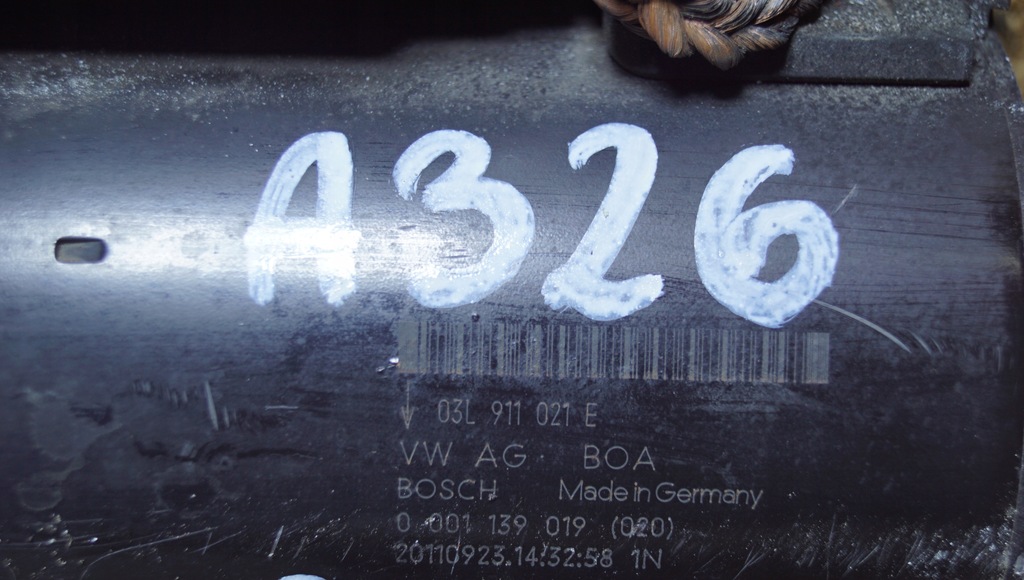 A326
03L 911 021 E
VW AG BOA
BOSCH Made in Germany
0 001 139 019 (020)
20110923.14:32:58 1N